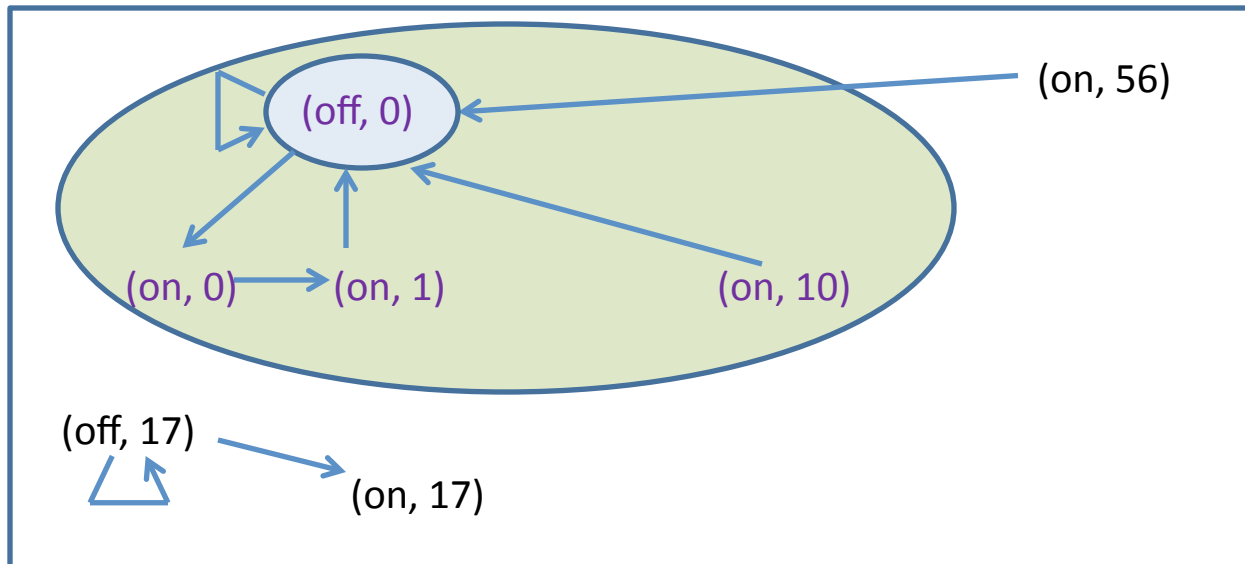 (on, 56)
(off, 0)
(on, 0)
(on, 1)
(on, 10)
(off, 17)
(on, 17)